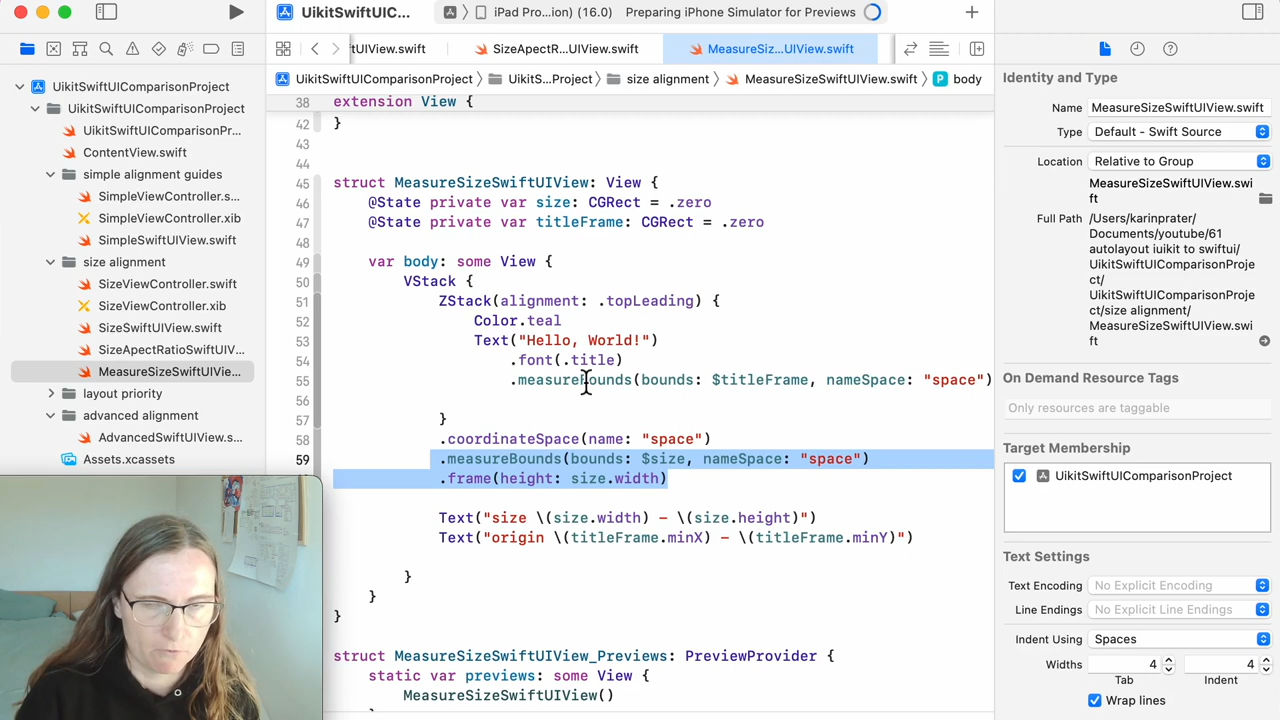 UikitSwiftUIC...
iPad Pro...ion) (16.0)
Preparing iPhone Simulator for Previews
tUIView.swift
SizeApectR...UIView.swift
MeasureSiz...UIView.swift
UikitSwiftUIComparisonProject
UikitS...Project
size alignment
MeasureSizeSwiftUIView.swift
P body
UikitSwiftUIComparisonProject
UikitSwiftUIComparisonProject
UikitSwiftUIComparisonPr...
ContentView.swift
simple alignment guides
SimpleViewController.s...
SimpleViewController.xib
SimpleSwiftUIView.swift
size alignment
SizeViewController.swift
SizeViewController.xib
SizeSwiftUIView.swift
SizeApectRatioSwiftUIV...
MeasureSizeSwiftUIVie...
layout priority
advanced alignment
AdvancedSwiftUIView.s...
Assets.xcassets
38 extension View {
42 }
43
44
45 struct MeasureSizeSwiftUIView: View {
46 @State private var size: CGRect = .zero
47 @State private var titleFrame: CGRect = .zero
48
49 var body: some View {
50 VStack {
51 ZStack(alignment: .topLeading) {
52 Color.teal
53 Text("Hello, World!")
54 .font(.title)
55 .measureBounds(bounds: $titleFrame, nameSpace: "space")
56
57 }
58 .coordinateSpace(name: "space")
59 .measureBounds(bounds: $size, nameSpace: "space")
.frame(height: size.width)
Text("size \(size.width) - \(size.height)")
Text("origin \(titleFrame.minX) - \(titleFrame.minY)")
}
}
}
struct MeasureSizeSwiftUIView_Previews: PreviewProvider {
static var previews: some View {
MeasureSizeSwiftUIView()
Identity and Type
Name MeasureSizeSwiftUIView.swift
Type Default - Swift Source
Location Relative to Group
MeasureSizeSwiftUIView.swi
ft
Full Path /Users/karinprater/
Documents/youtube/61
autolayout iuikit to swiftui/
UikitSwiftUIComparisonProje
ct/
UikitSwiftUIComparisonProje
ct/size alignment/
MeasureSizeSwiftUIView.swi
ft
On Demand Resource Tags
Only resources are taggable
Target Membership
UikitSwiftUIComparisonProject
Text Settings
Text Encoding No Explicit Encoding
Line Endings No Explicit Line Endings
Indent Using Spaces
Widths 4 4
Tab Indent
Wrap lines